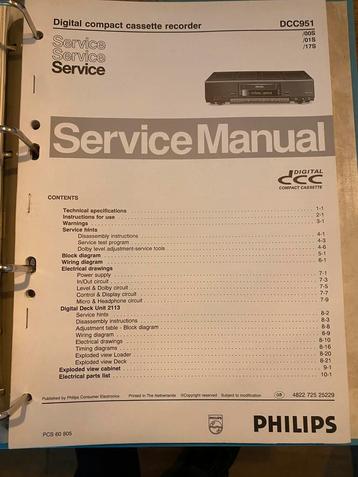 Digital compact cassette recorder DCC951
/00S
/01S
/17S
Service
Service
Service
PHILIPS
Service Manual
DIGITAL
dcc
COMPACT CASSETTE
CONTENTS
Technical specifications 1-1
Instructions for use 2-1
Warnings 3-1
Service hints
Disassembly instructions 4-1
Service test program 4-3
Dolby level adjustment-service tools 4-6
Block diagram 5-1
Wiring diagram 6-1
Electrical drawings
Power supply 7-1
In/Out circuit 7-3
Level & Dolby circuit 7-5
Control & Display 7-7
Micro & Headphone circuit 7-9
Digital Deck Unit 2113
Service hints 8-2
Disassembly instructions 8-3
Adjustment table - Block diagram 8-8
Wiring diagram 8-9
Electrical drawings 8-10
Timing diagrams 8-16
Exploded view Loader 8-20
Exploded view Deck 8-21
Exploded view cabinet 9-1
Electrical parts list 10-1
Published by Philips Consumer Electronics Printed in The Netherlands ©Copyright reserved Subject to modification GB 4822 725 25229
PHILIPS
PHILIPS
PCS 60 805